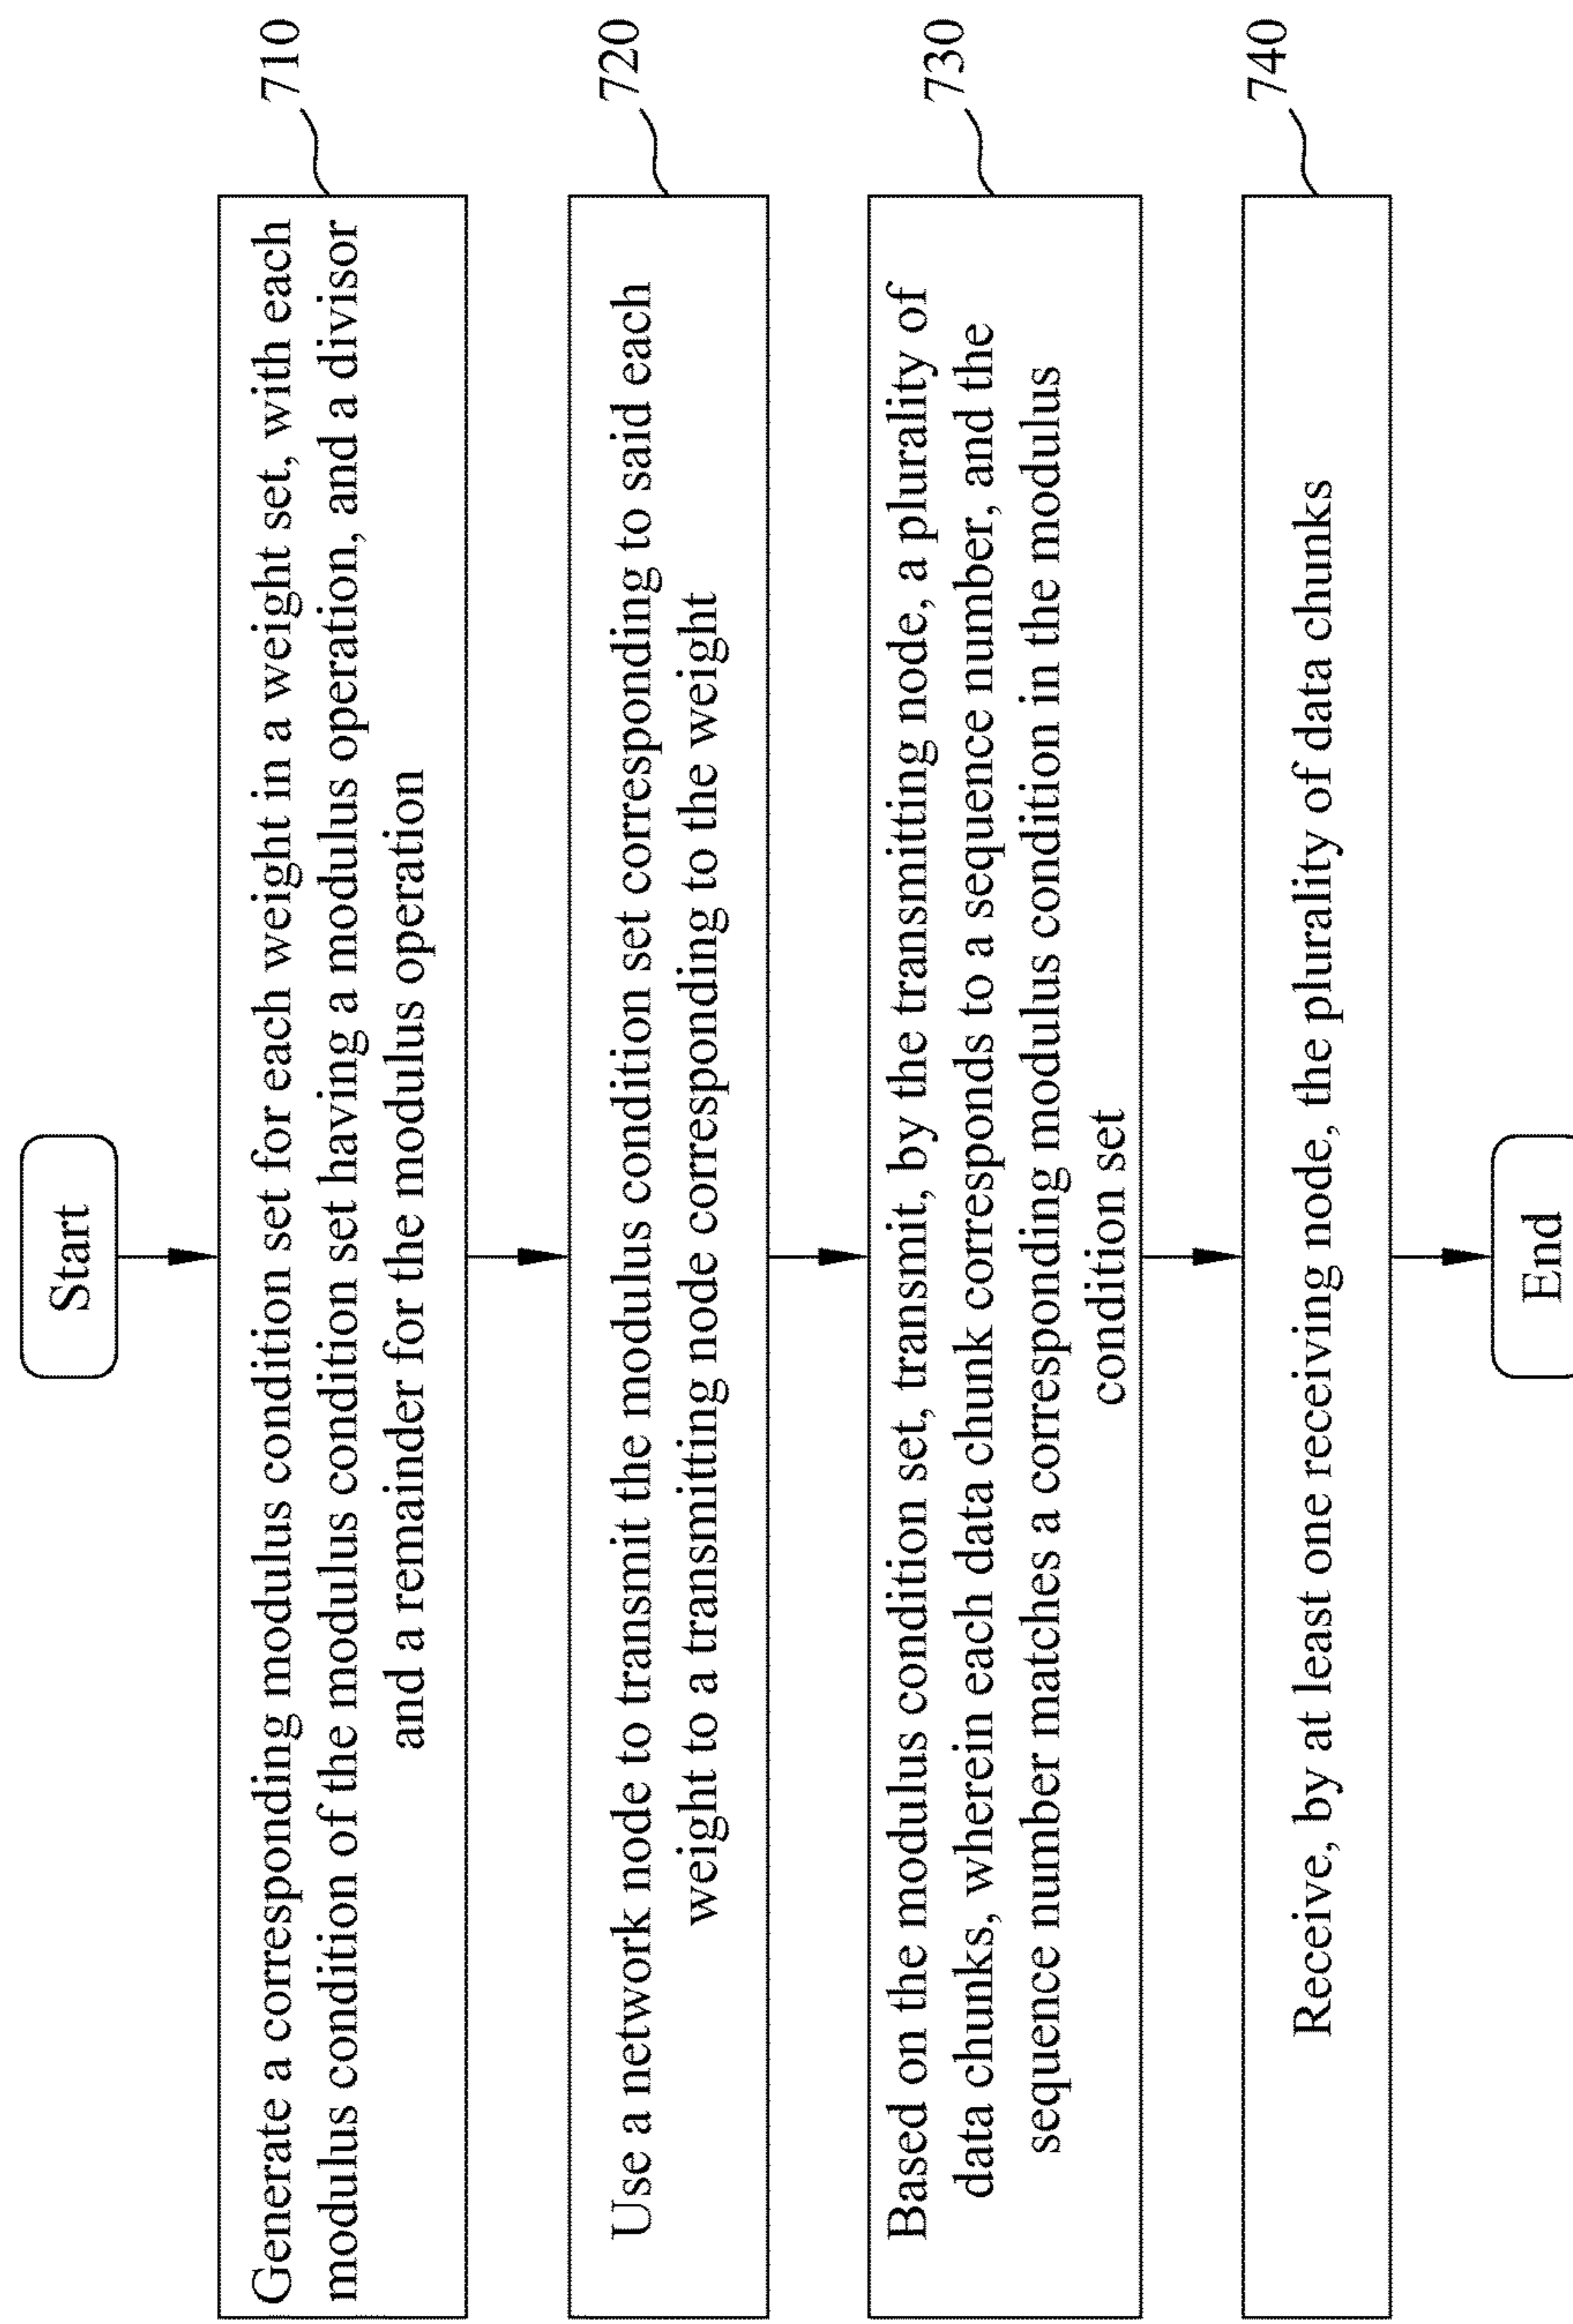 Start
710
Generate a corresponding modulus condition set for each weight in a weight set, with each
modulus condition of the modulus condition set having a modulus operation, and a divisor
and a remainder for the modulus operation
720
Use a network node to transmit the modulus condition set corresponding to said each
weight to a transmitting node corresponding to the weight
730
Based on the modulus condition set, transmit, by the transmitting node, a plurality of
data chunks, wherein each data chunk corresponds to a sequence number, and the
sequence number matches a corresponding modulus condition in the modulus
condition set
740
Receive, by at least one receiving node, the plurality of data chunks
End